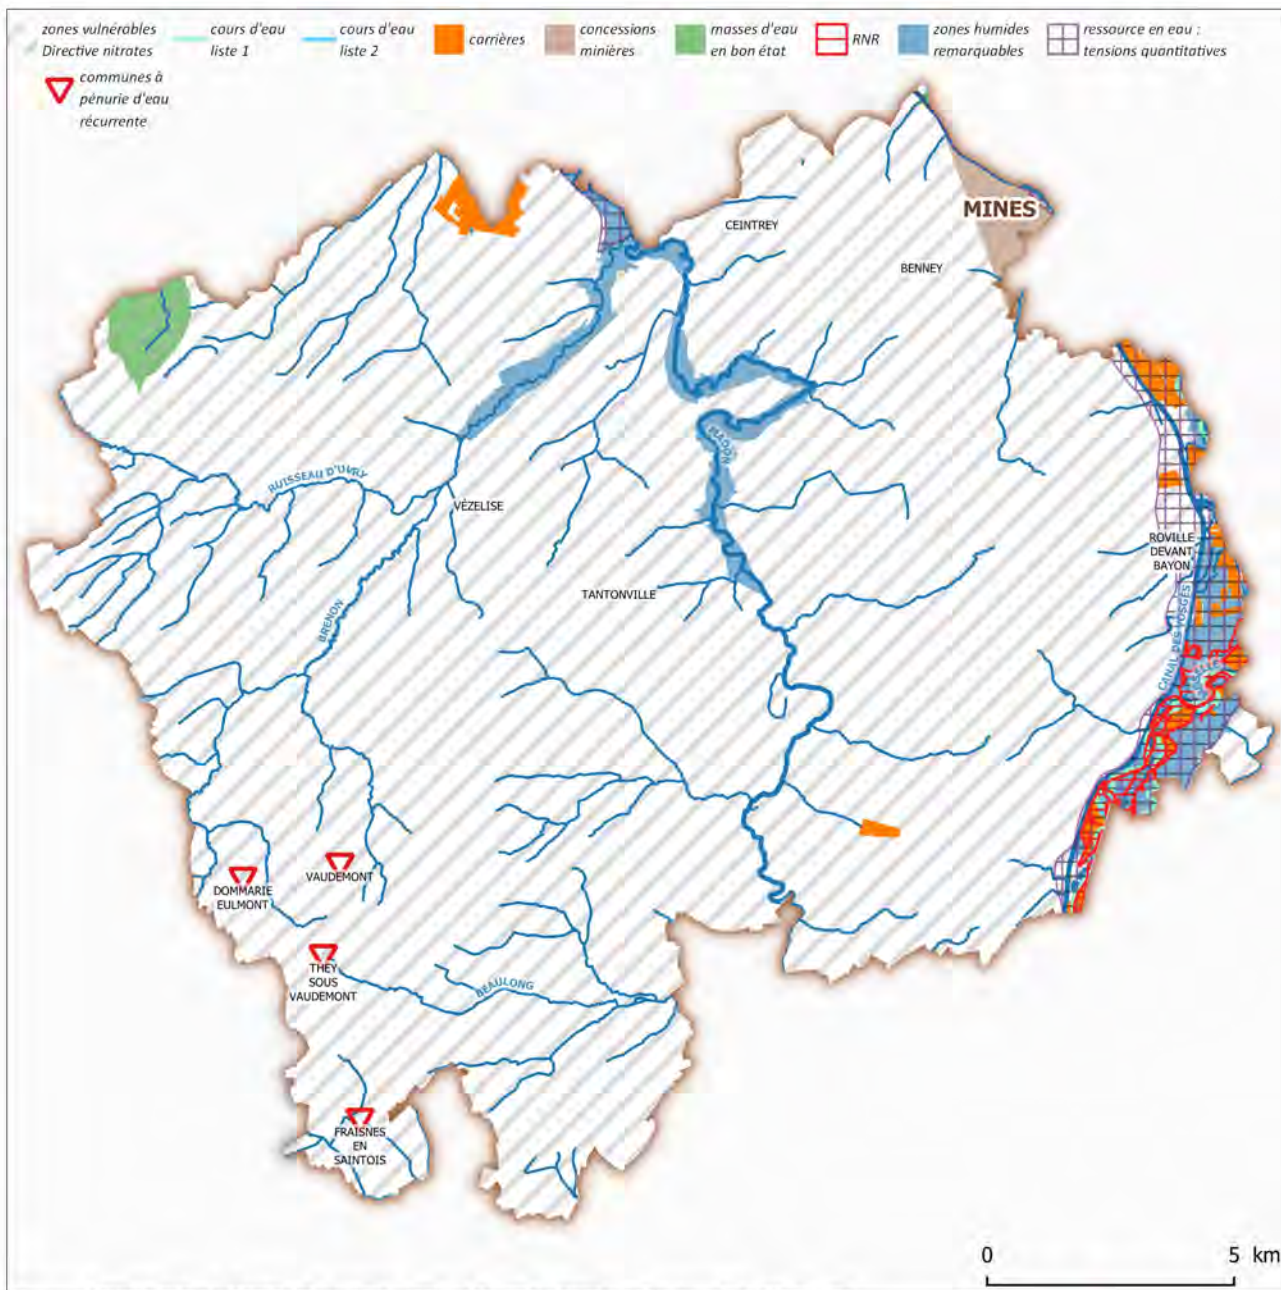 zones vulnérables
Directive nitrates
cours d'eau
liste 1
cours d'eau
liste 2
carrières
concessions
minières
masses d'eau
en bon état
RNR
zones humides
remarquables
ressource en eau :
tensions quantitatives
communes à
pénurie d'eau
récurrente
MINES
CEINTREY
BENNEY
MADON
RUISSEAU D'UVRY
VÉZELISE
ROVILLE
DEVANT
BAYON
TANTONVILLE
BRENON
CANAL DES VOSGES
MOSELLE
VAUDEMONT
DOMMARIE
EULMONT
THEY
SOUS
VAUDEMONT
BEAULONG
FRAISNES
EN
SAINTOIS
0 5 km